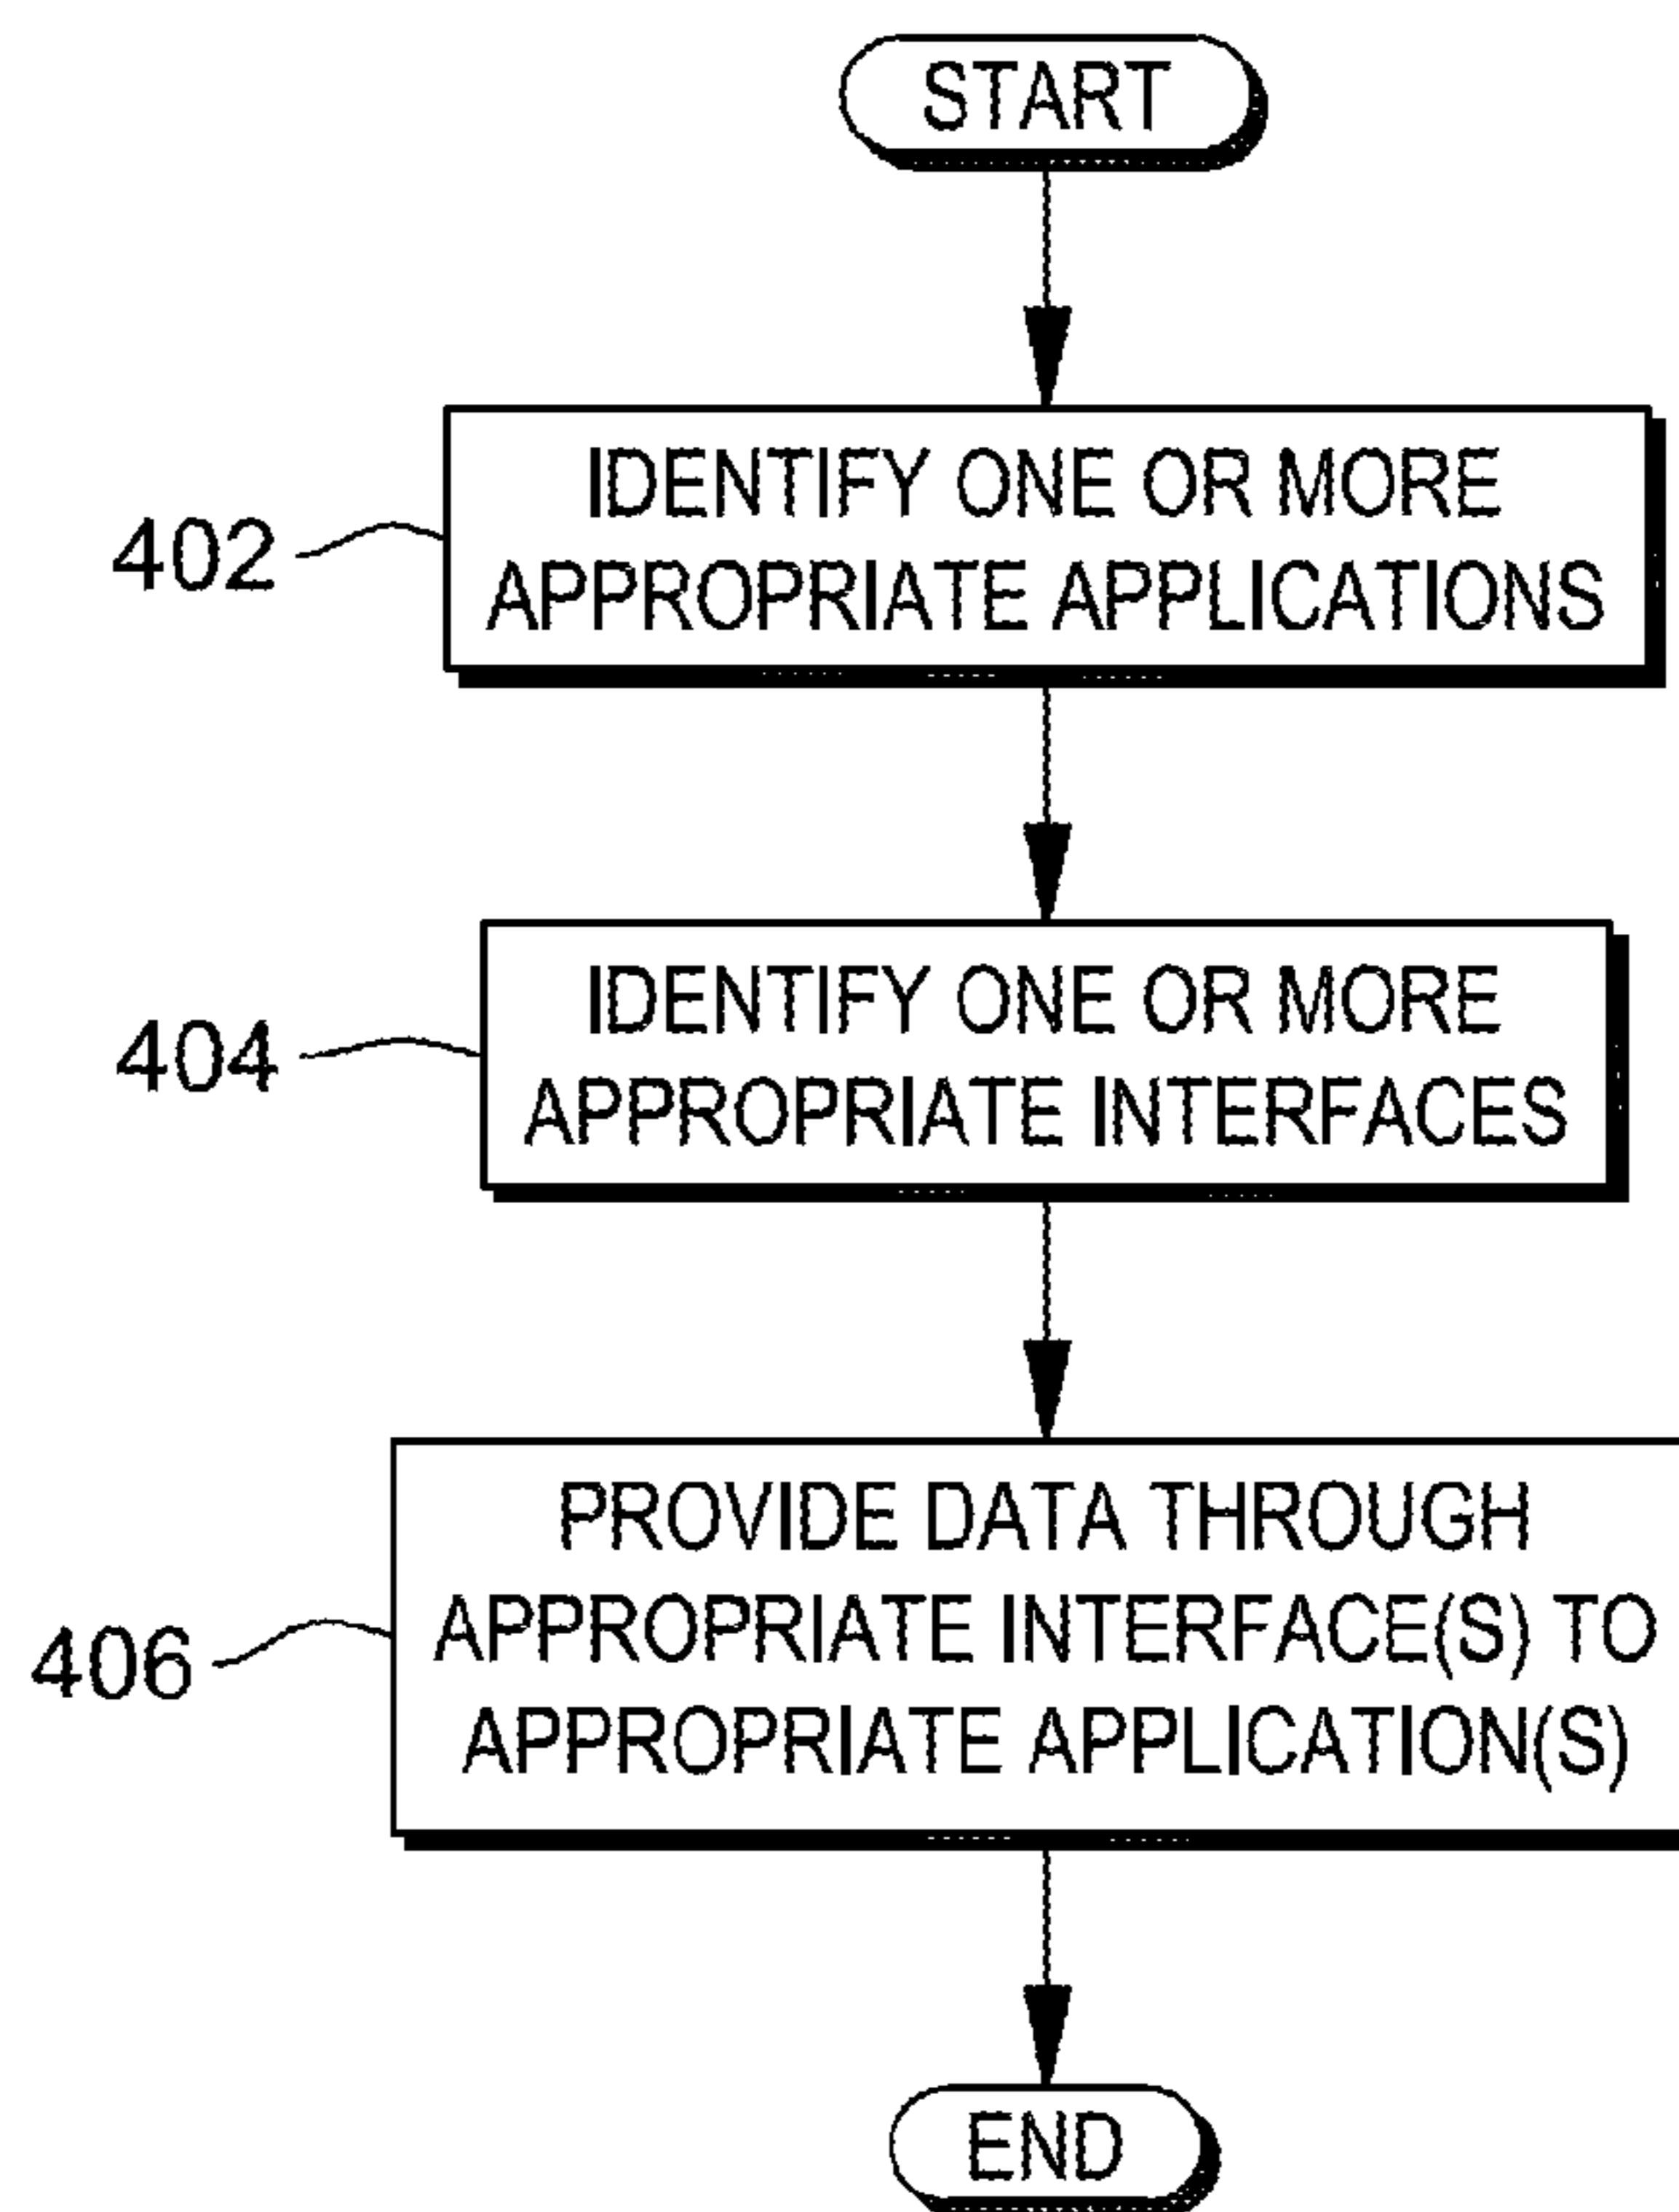 START
IDENTIFY ONE OR MORE
APPROPRIATE APPLICATIONS
402
IDENTIFY ONE OR MORE
APPROPRIATE INTERFACES
404
PROVIDE DATA THROUGH
APPROPRIATE INTERFACE(S) TO
APPROPRIATE APPLICATION(S)
406
END